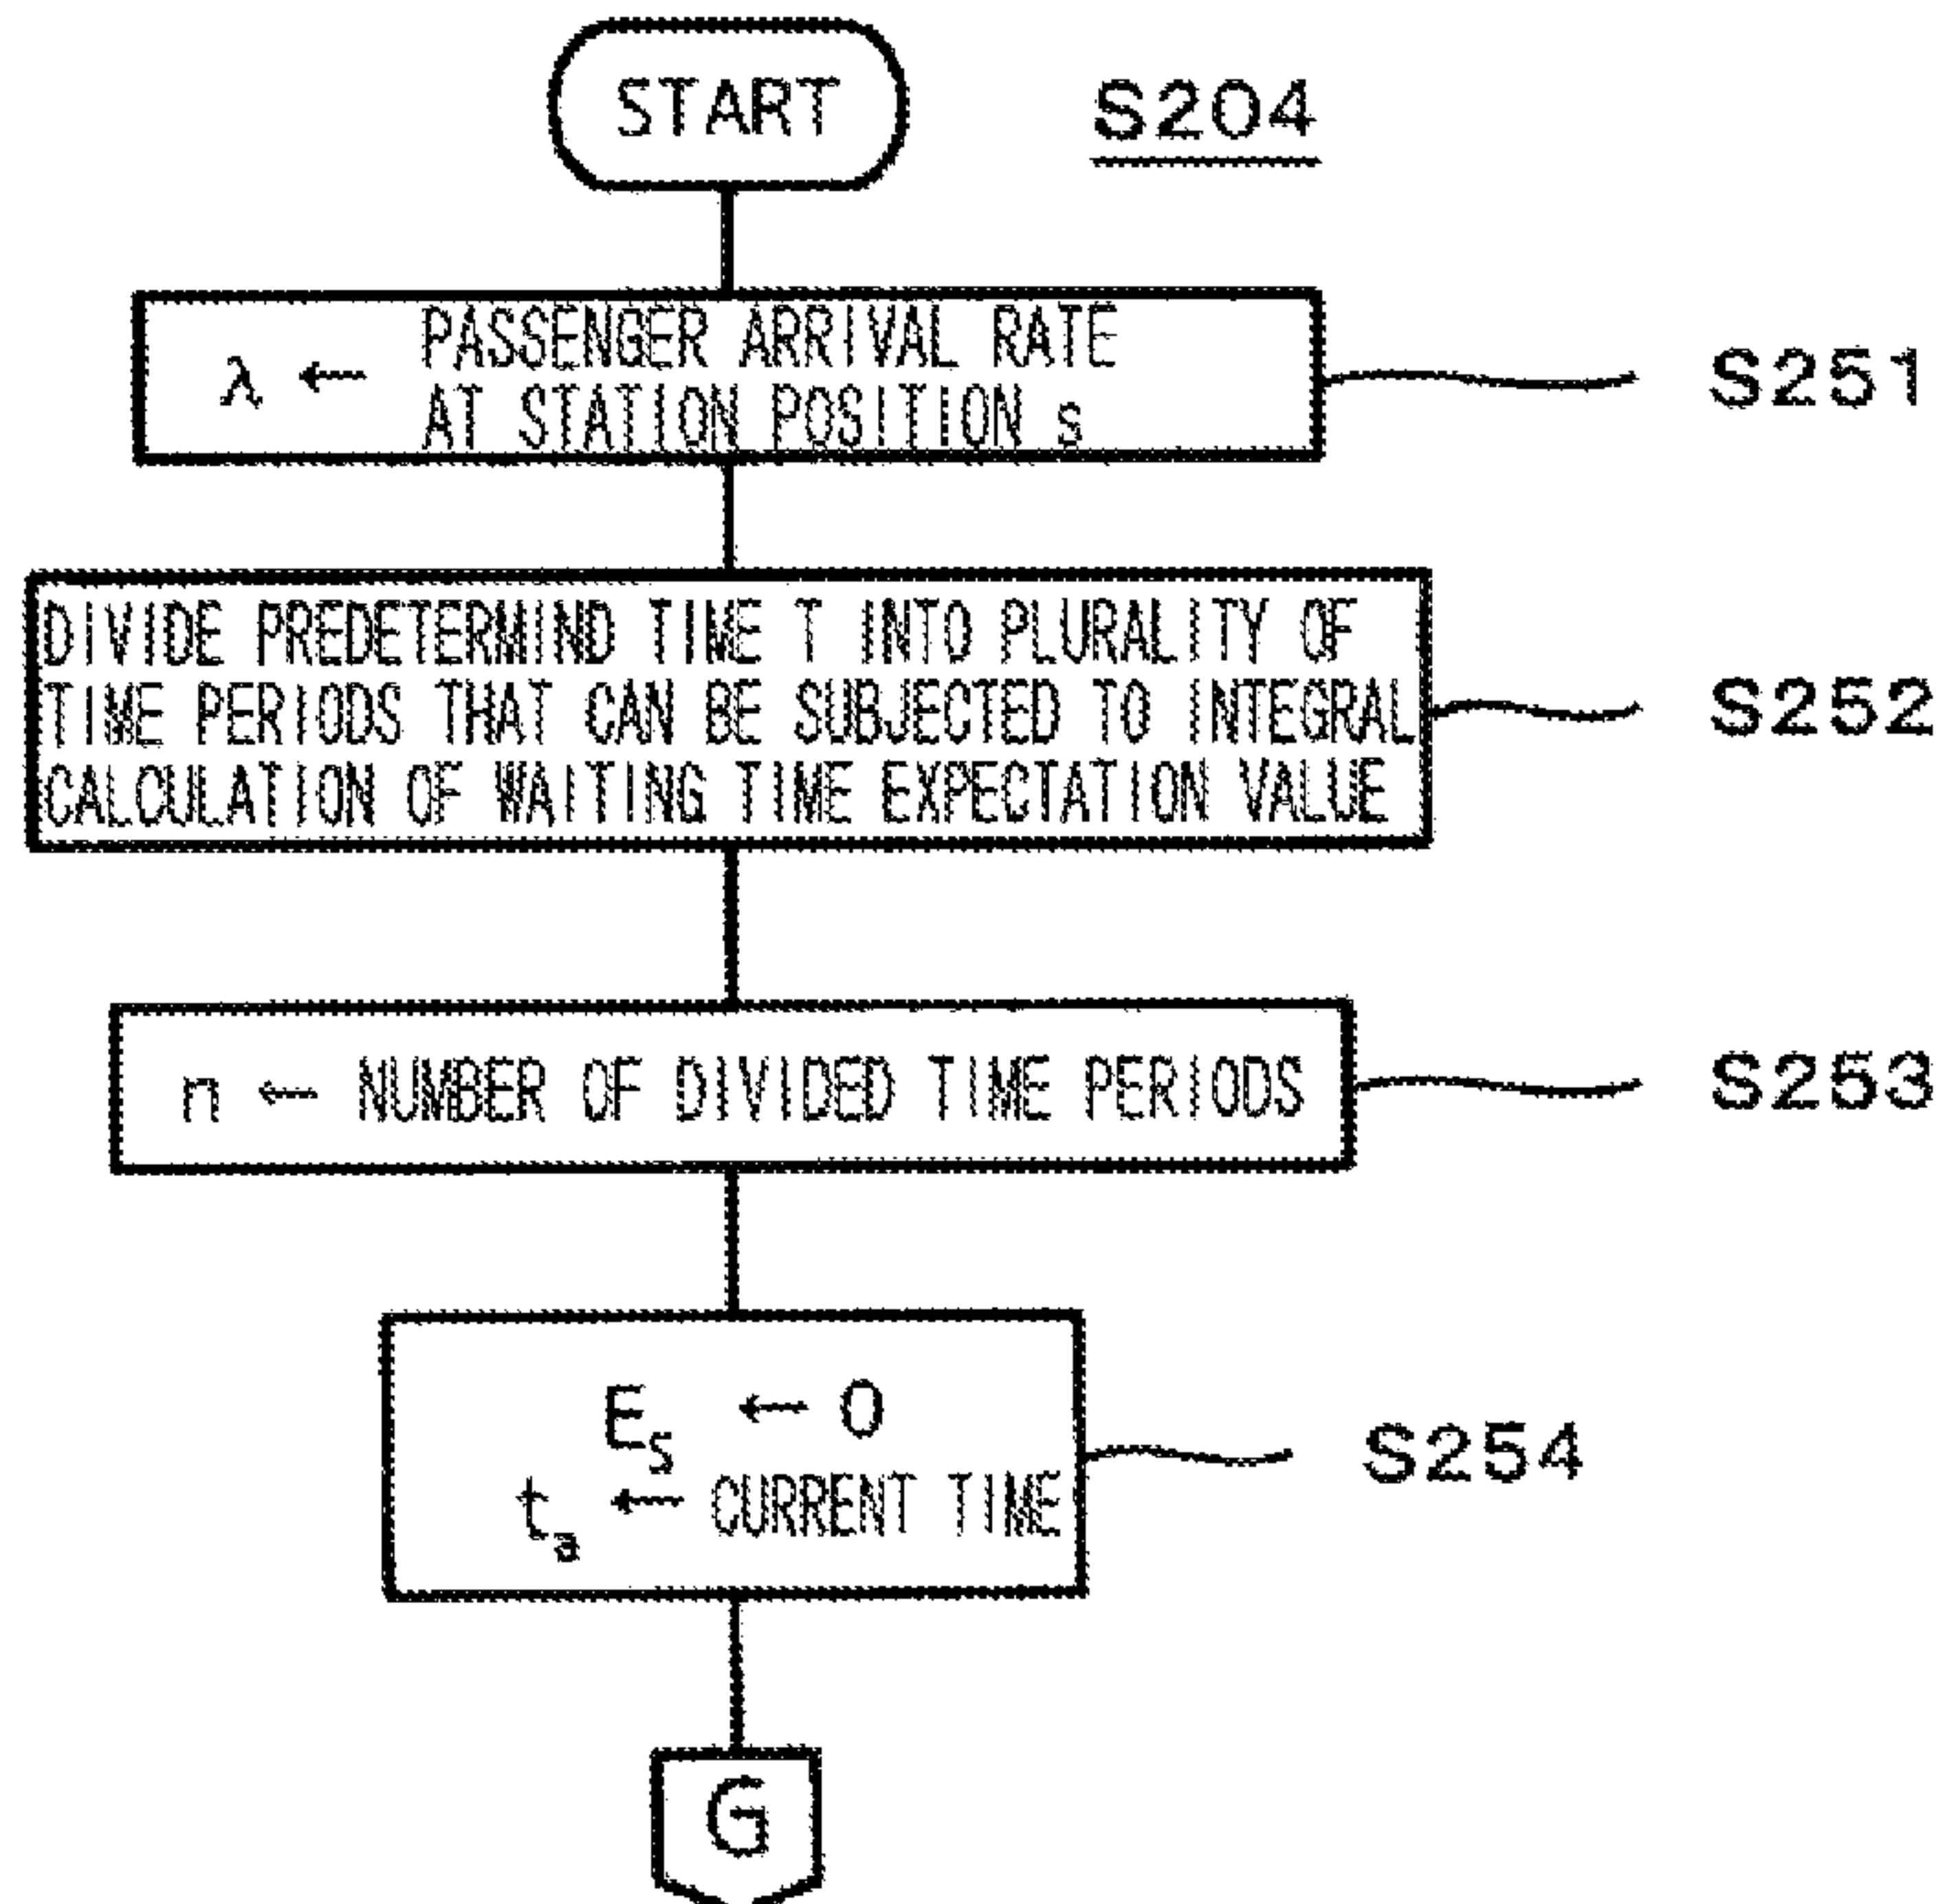 START
S204
λ ← PASSENGER ARRIVAL RATE
AT STATION POSITION s
S251
DIVIDE PREDETERMIND TIME T INTO PLURALITY OF
TIME PERIODS THAT CAN BE SUBJECTED TO INTEGRAL
CALCULATION OF WAITING TIME EXPECTATION VALUE
S252
n ← NUMBER OF DIVIDED TIME PERIODS
S253
Es ← 0
ta ← CURRENT TIME
S254
G